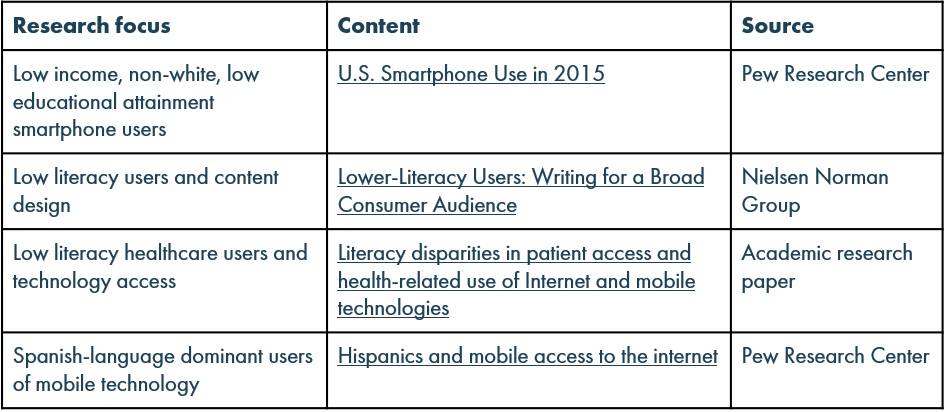 Research focus
Content
Source
Low income, non-white, low
educational attainment
smartphone users
U.S. Smartphone Use in 2015
Pew Research Center
Low literacy users and content
design
Lower-Literacy Users: Writing for a Broad
Consumer Audience
Nielsen Norman
Group
Low literacy healthcare users and
technology access
Literacy disparities in patient access and
health-related use of Internet and mobile
technologies
Academic research
paper
Spanish-language dominant users
of mobile technology
Hispanics and mobile access to the internet
Pew Research Center